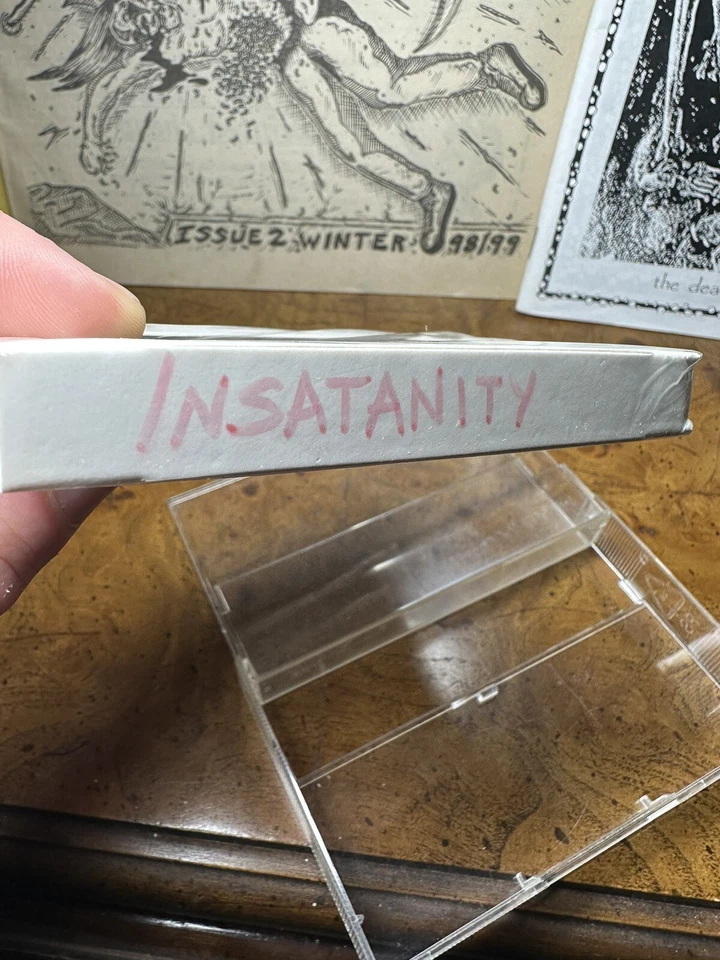 ISSUE 2 WINTER 98/99
the dea
INSATANITY